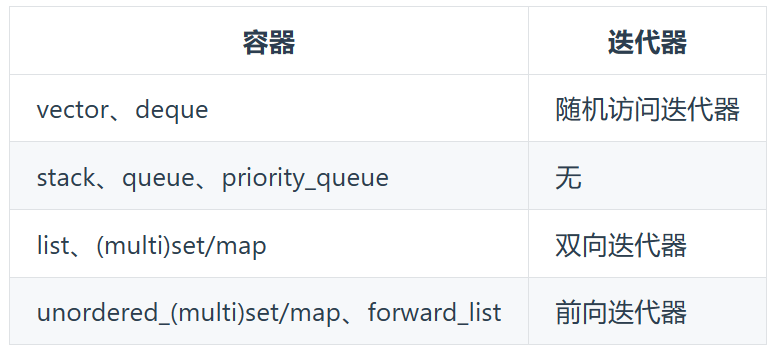 容器 迭代器
vector、deque 随机访问迭代器
stack、queue、priority_queue 无
list、(multi)set/map 双向迭代器
unordered_(multi)set/map、forward_list 前向迭代器